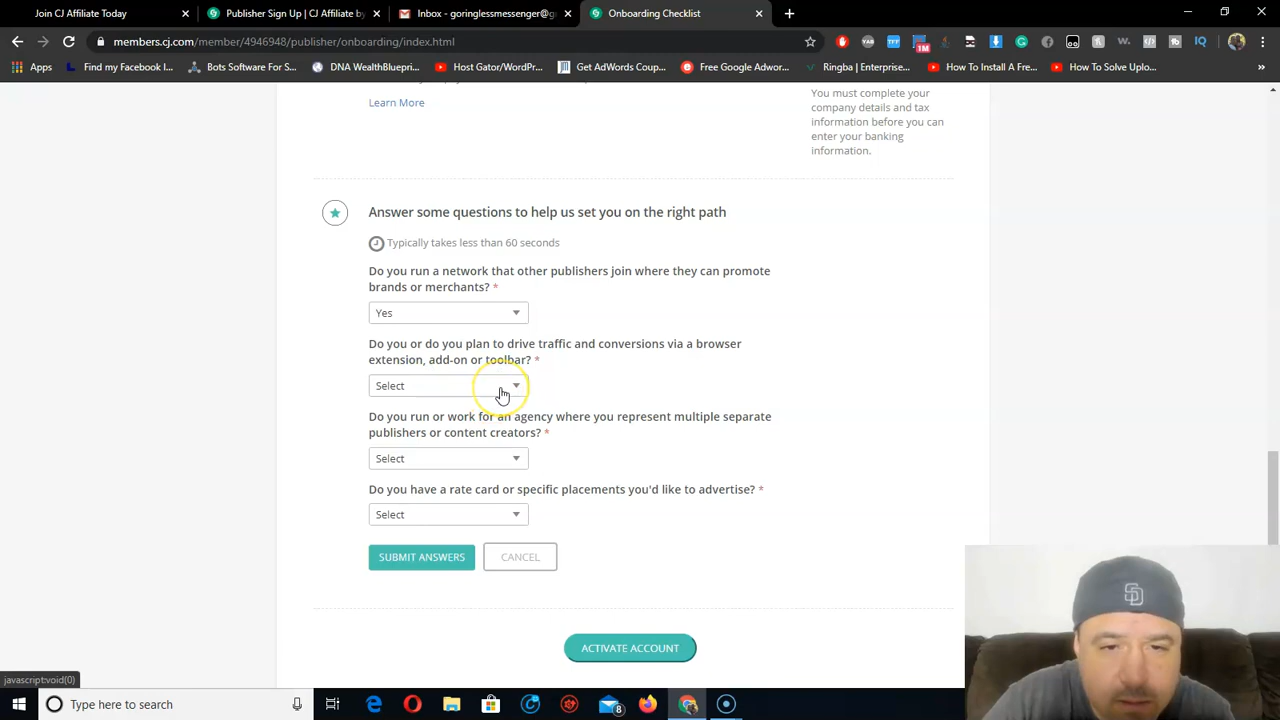 Join CJ Affiliate Today
Publisher Sign Up | CJ Affiliate by
Inbox - goringlessmessenger@g
Onboarding Checklist
members.cj.com/member/4946948/publisher/onboarding/index.html
YAB
TFF
1M
IQ
Apps
Find my Facebook I...
Bots Software For S...
DNA WealthBlueprin...
Host Gator/WordPr...
Get AdWords Coup...
Free Google Adwor...
Ringba | Enterprise...
How To Install A Fre...
How To Solve Uplo...
Learn More
You must complete your
company details and tax
information before you can
enter your banking
information.
Answer some questions to help us set you on the right path
Typically takes less than 60 seconds
Do you run a network that other publishers join where they can promote
brands or merchants? *
Yes
Do you or do you plan to drive traffic and conversions via a browser
extension, add-on or toolbar? *
Select
Do you run or work for an agency where you represent multiple separate
publishers or content creators? *
Select
Do you have a rate card or specific placements you'd like to advertise? *
Select
SUBMIT ANSWERS
CANCEL
ACTIVATE ACCOUNT
SD
javascript:void(0)
Type here to search
8